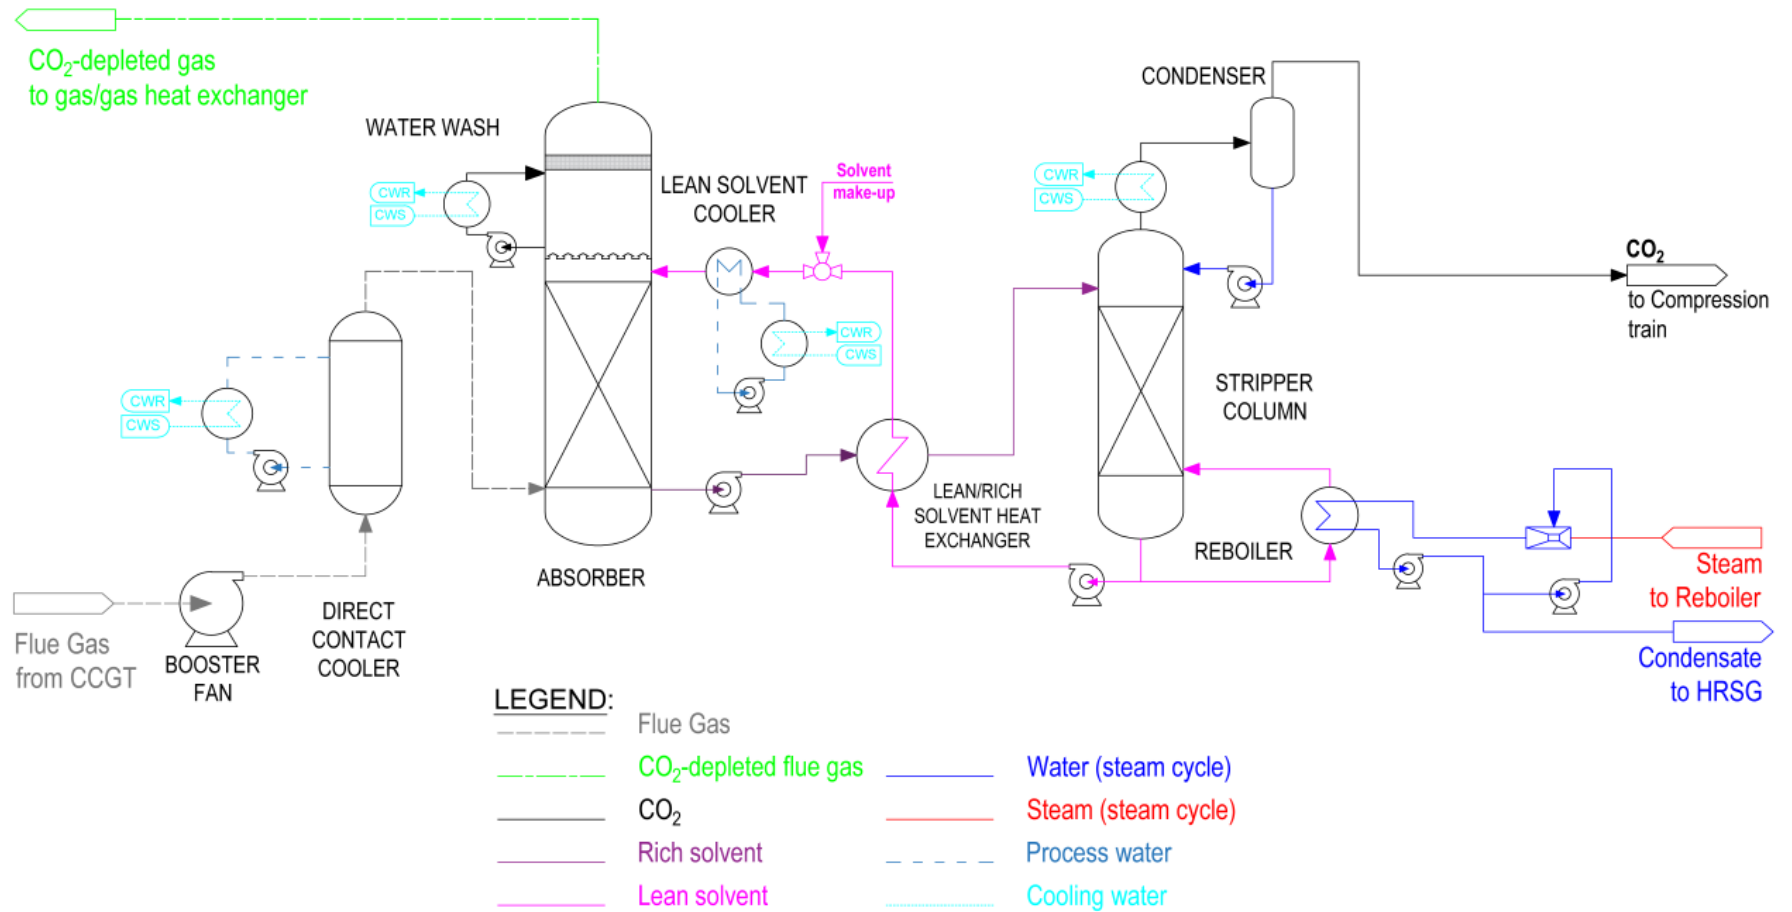 CO₂-depleted gas
to gas/gas heat exchanger
WATER WASH
CWR
CWS
LEAN SOLVENT
COOLER
Solvent
make-up
CONDENSER
CWR
CWS
CO₂
to Compression
train
CWR
CWS
CWR
CWS
STRIPPER
COLUMN
LEAN/RICH
SOLVENT HEAT
EXCHANGER
REBOILER
ABSORBER
Steam
to Reboiler
Flue Gas
from CCGT
BOOSTER
FAN
DIRECT
CONTACT
COOLER
Condensate
to HRSG
LEGEND:
Flue Gas
CO₂-depleted flue gas
CO₂
Rich solvent
Lean solvent
Water (steam cycle)
Steam (steam cycle)
Process water
Cooling water